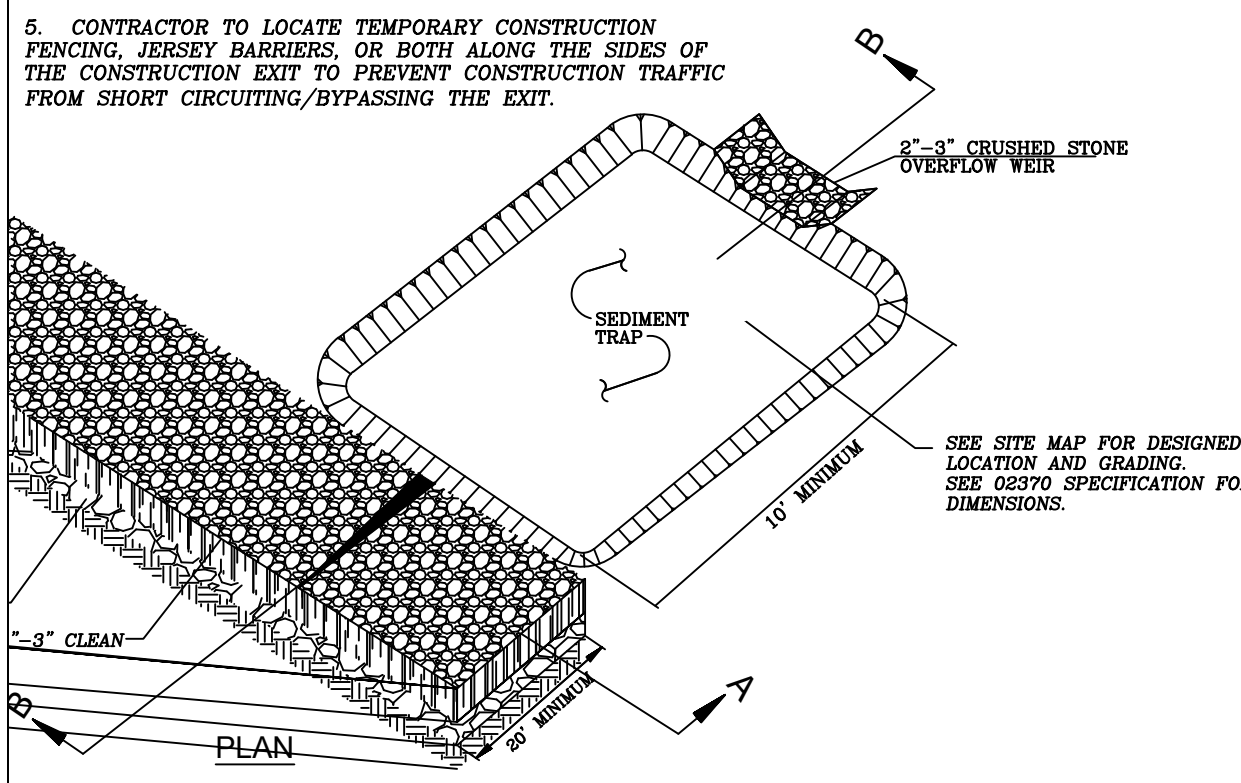 5. CONTRACTOR TO LOCATE TEMPORARY CONSTRUCTION
FENCING, JERSEY BARRIERS, OR BOTH ALONG THE SIDES OF
THE CONSTRUCTION EXIT TO PREVENT CONSTRUCTION TRAFFIC
FROM SHORT CIRCUITING/BYPASSING THE EXIT.
B
2"-3" CRUSHED STONE
OVERFLOW WEIR
SEDIMENT
TRAP
10' MINIMUM
SEE SITE MAP FOR DESIGNED
LOCATION AND GRADING.
SEE 02370 SPECIFICATION
DIMENSIONS.
"-3" CLEAN
B
PLAN
20' MINIMUM
A